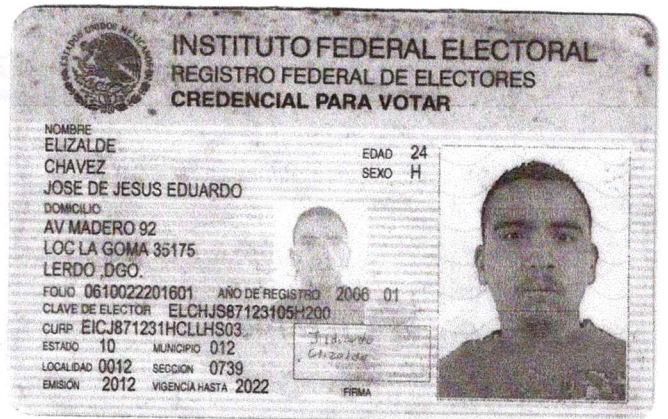 INSTITUTO FEDERAL ELECTORAL
REGISTRO FEDERAL DE ELECTORES
CREDENCIAL PARA VOTAR
NOMBRE
ELIZALDE
CHAVEZ
JOSE DE JESUS EDUARDO
EDAD 24
SEXO H
DOMICILIO
AV MADERO 92
LOC LA GOMA 35175
LERDO ,DGO.
FOLIO 0610022201601 AÑO DE REGISTRO 2006 01
CLAVE DE ELECTOR ELCHJS87123105H200
CURP EICJ871231HCLLHS03
ESTADO 10 MUNICIPIO 012
LOCALIDAD 0012 SECCION 0739
EMISIÓN 2012 VIGENCIA HASTA 2022
Elizalde
FIRMA